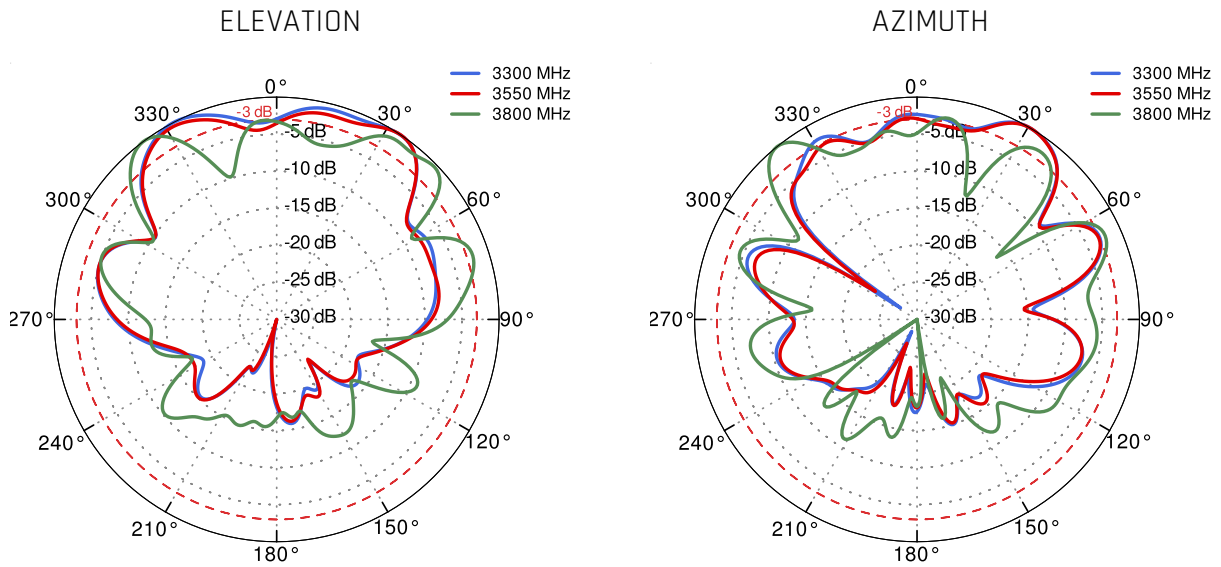 ELEVATION
3300 MHz
3550 MHz
3800 MHz
0°
-3 dB
330°
30°
-5 dB
-10 dB
300°
60°
-15 dB
-20 dB
-25 dB
270°
-30 dB
90°
240°
120°
210°
150°
180°
AZIMUTH
3300 MHz
3550 MHz
3800 MHz
0°
-3 dB
330°
30°
-5 dB
-10 dB
300°
60°
-15 dB
-20 dB
-25 dB
270°
-30 dB
90°
240°
120°
210°
150°
180°